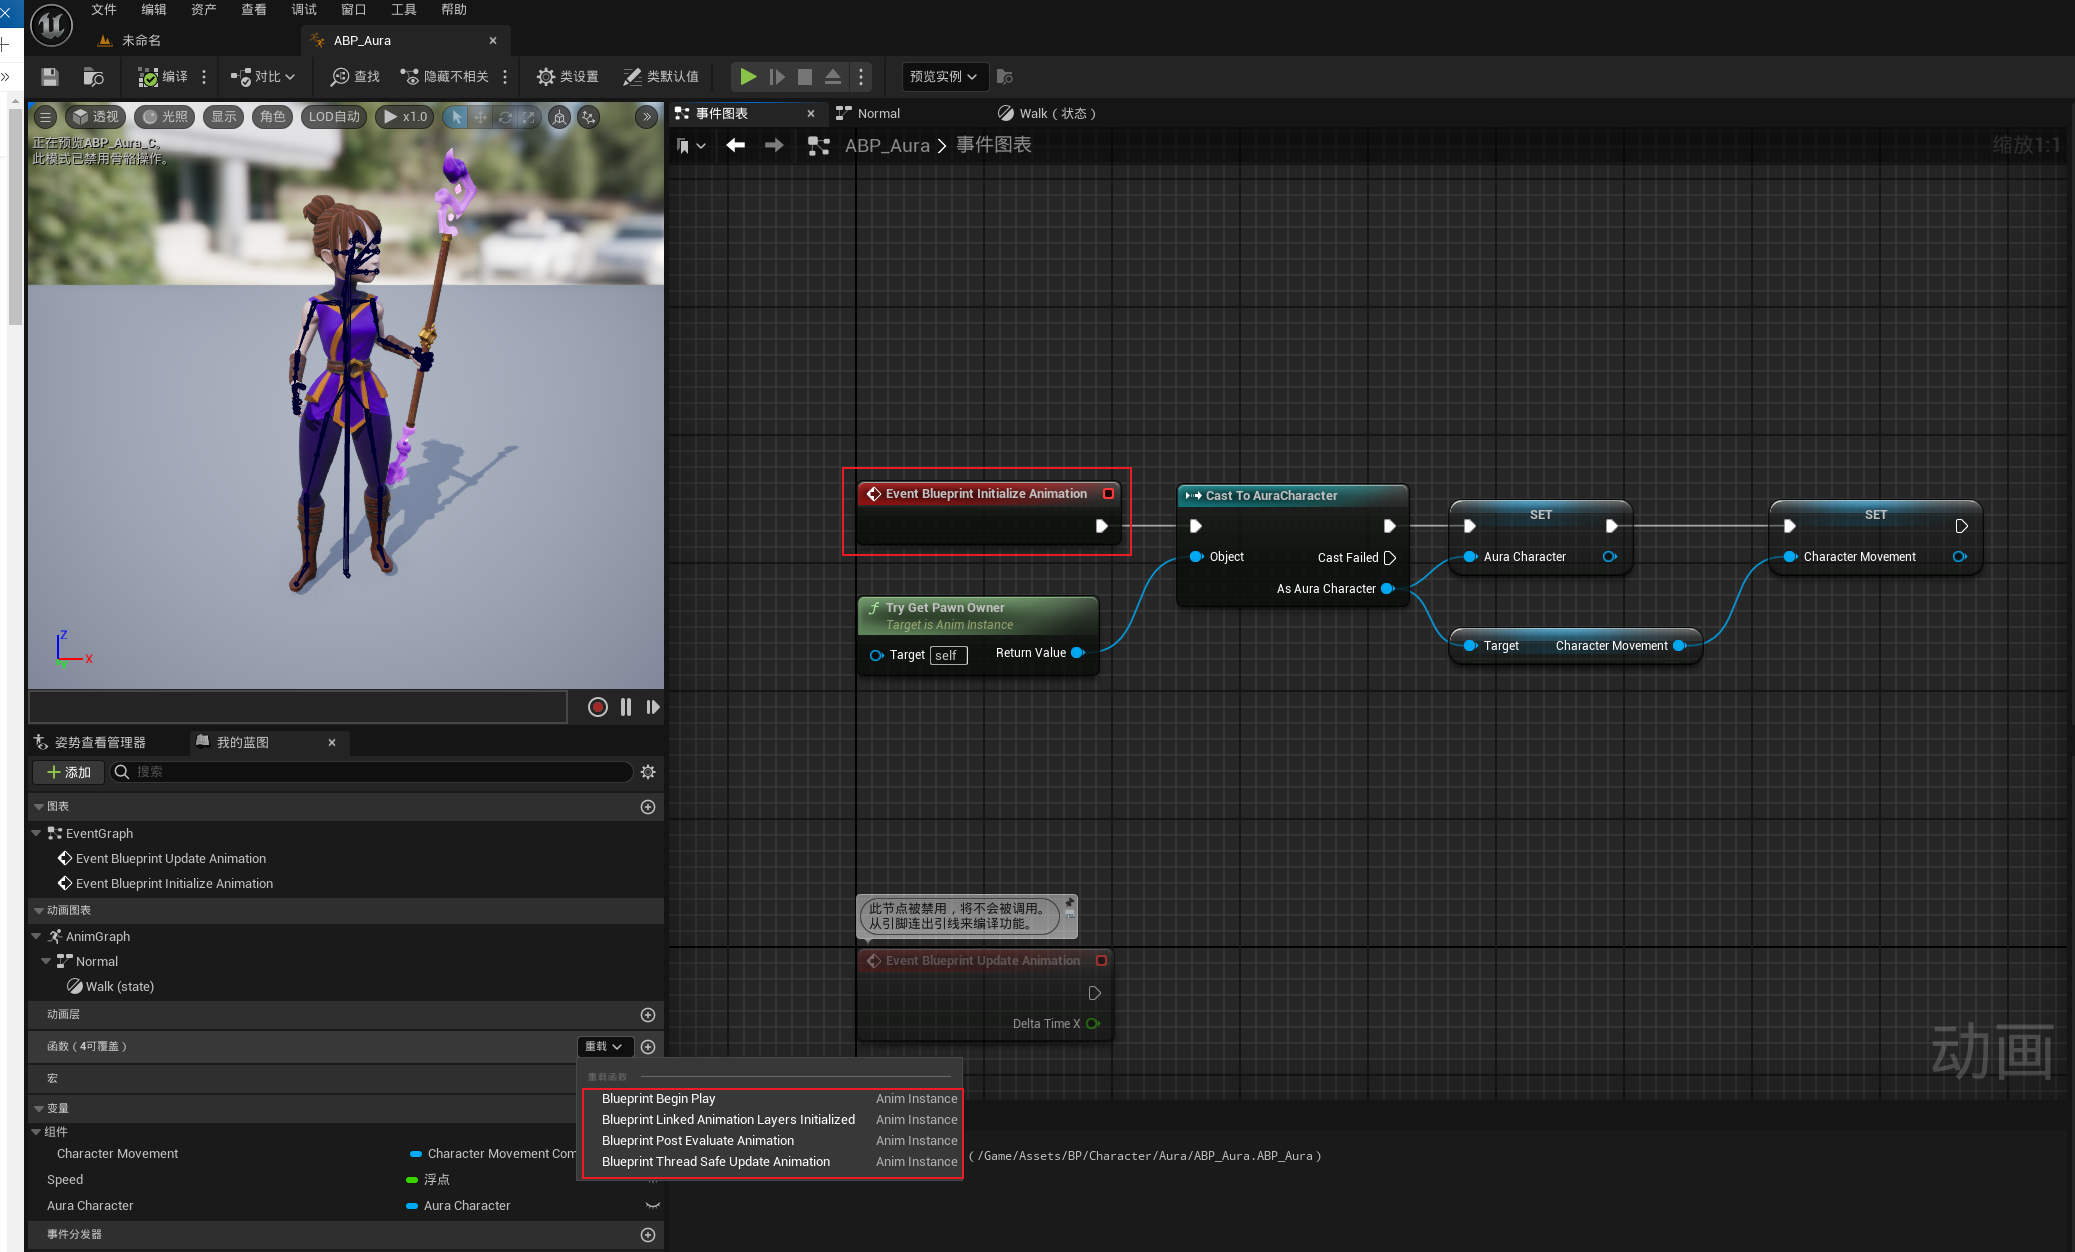 文件 编辑 资产 查看 调试 窗口 工具 帮助
未命名
ABP_Aura
编译
对比
查找
隐藏不相关
类设置
类默认值
预览实例
透视
光照
显示
角色
LOD自动
x1.0
正在预览ABP_Aura_C。
此模式已禁用骨骼操作。
Z
X
事件图表
Normal
Walk（状态）
ABP_Aura > 事件图表
缩放1:1
Event Blueprint Initialize Animation
Cast To AuraCharacter
Object
Cast Failed
As Aura Character
SET
Aura Character
SET
Character Movement
Try Get Pawn Owner
Target is Anim Instance
Target self
Return Value
Target
Character Movement
此节点被禁用，将不会被调用。
从引脚连出引线来编译功能。
Event Blueprint Update Animation
Delta Time X
动画
姿势查看管理器
我的蓝图
添加
搜索
图表
EventGraph
Event Blueprint Update Animation
Event Blueprint Initialize Animation
动画图表
AnimGraph
Normal
Walk (state)
动画层
函数（4可覆盖）
重载
宏
变量
组件
Character Movement
Character Movement Com
Speed
浮点
Aura Character
Aura Character
事件分发器
重载函数
Blueprint Begin Play Anim Instance
Blueprint Linked Animation Layers Initialized Anim Instance
Blueprint Post Evaluate Animation Anim Instance
Blueprint Thread Safe Update Animation Anim Instance
(/Game/Assets/BP/Character/Aura/ABP_Aura.ABP_Aura)